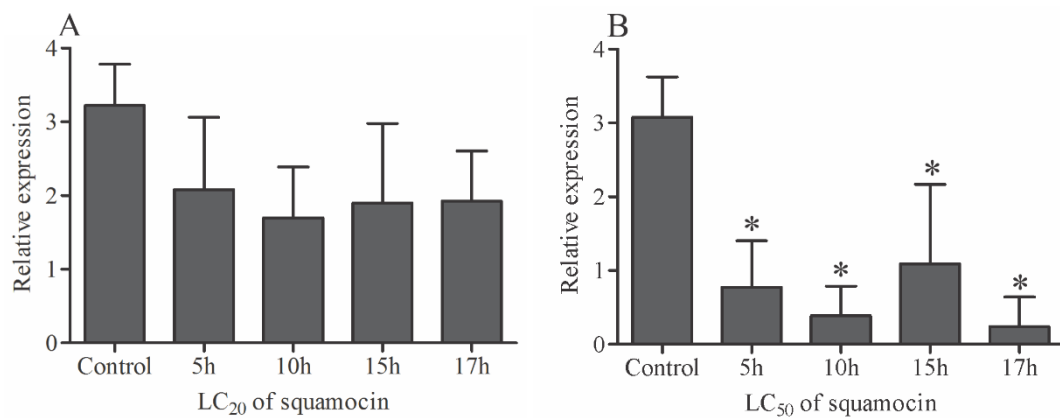 A
Relative expression
4
3
2
1
0
Control 5h 10h 15h 17h
LC20 of squamocin
B
Relative expression
4
3
2
1
0
* * * *
Control 5h 10h 15h 17h
LC50 of squamocin